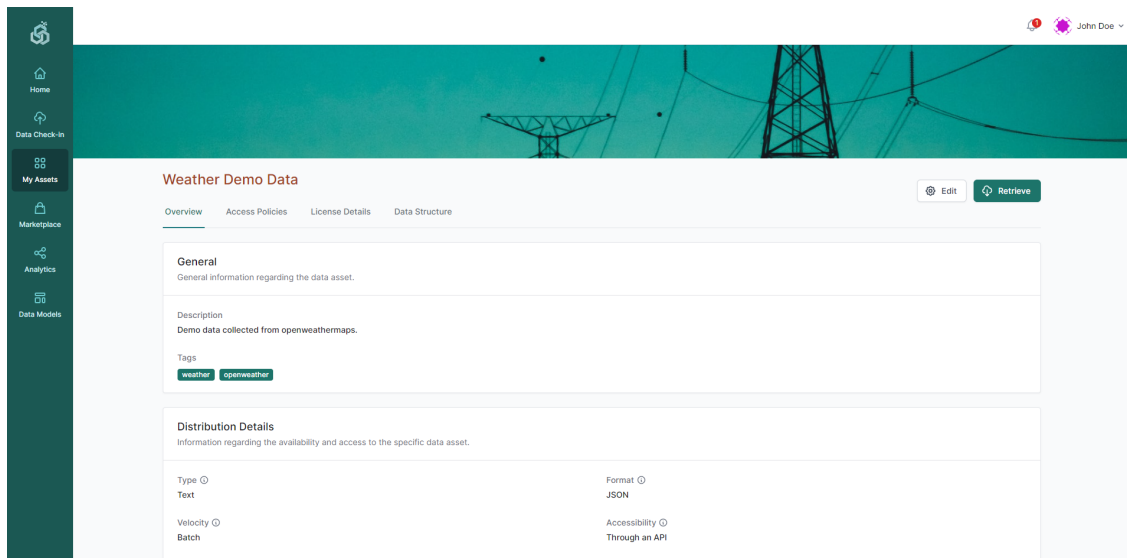 1
John Doe
Home
Data Check-in
My Assets
Marketplace
Analytics
Data Models
Weather Demo Data
Edit
Retrieve
Overview Access Policies License Details Data Structure
General
General information regarding the data asset.
Description
Demo data collected from openweathermaps.
Tags
weather openweather
Distribution Details
Information regarding the availability and access to the specific data asset.
Type Format
Text JSON
Velocity Accessibility
Batch Through an API